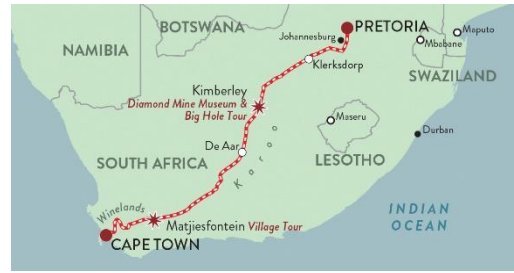 BOTSWANA
PRETORIA
Johannesburg
Maputo
Mbabane
NAMIBIA
Klerksdorp
SWAZILAND
Kimberley
Diamond Mine Museum &
Big Hole Tour
Maseru
Durban
De Aar
Karoo
SOUTH AFRICA
LESOTHO
Winelands
INDIAN
OCEAN
Matjiesfontein Village Tour
CAPE TOWN